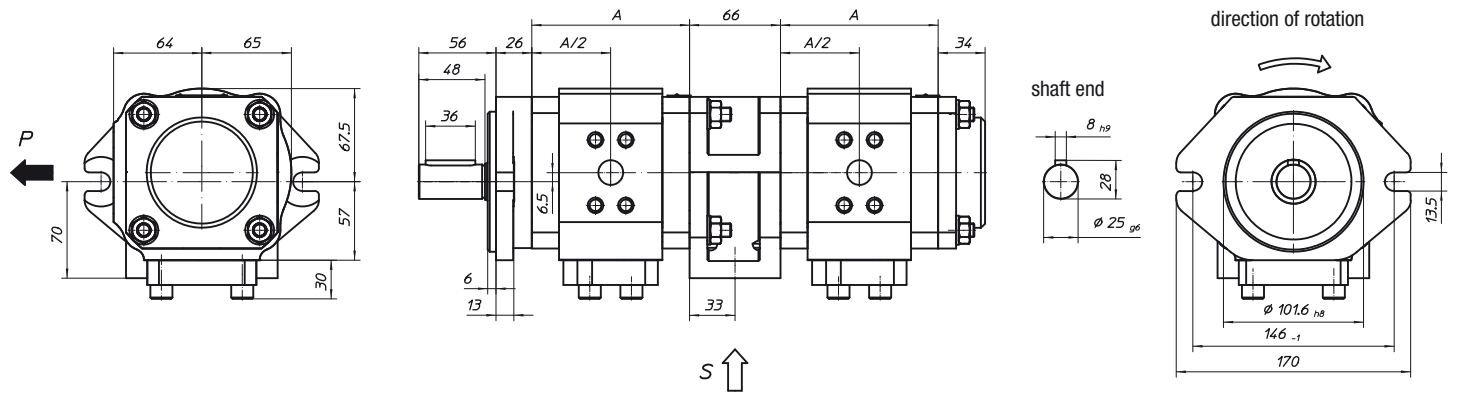 64
65
P
67.5
57
70
30
A
66
A
56
26
A/2
A/2
34
48
36
6.5
6
13
33
S
shaft end
8 h9
28
ø 25 g6
direction of rotation
13.5
ø 101.6 h8
146 -1
170